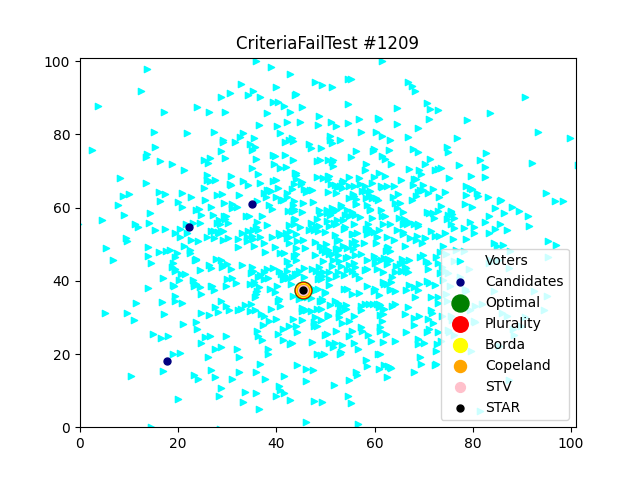 CriteriaFailTest #1209
100
80
60
40
20
0
0 20 40 60 80 100
Voters
Candidates
Optimal
Plurality
Borda
Copeland
STV
STAR